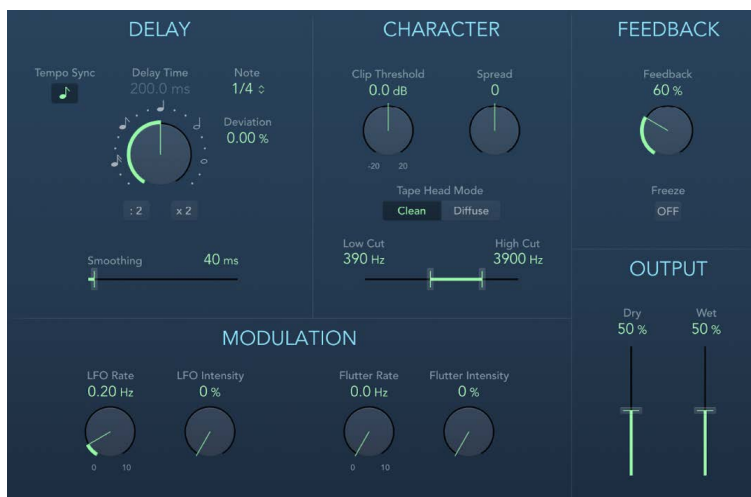 DELAY
Tempo Sync
Delay Time
200.0 ms
Note
1/4
Deviation
0.00 %
: 2
x 2
Smoothing
40 ms
CHARACTER
Clip Threshold
0.0 dB
-20 20
Spread
0
Tape Head Mode
Clean Diffuse
Low Cut
390 Hz
High Cut
3900 Hz
FEEDBACK
Feedback
60 %
Freeze
OFF
MODULATION
LFO Rate
0.20 Hz
0 10
LFO Intensity
0 %
Flutter Rate
0.0 Hz
0 10
Flutter Intensity
0 %
OUTPUT
Dry
50 %
Wet
50 %